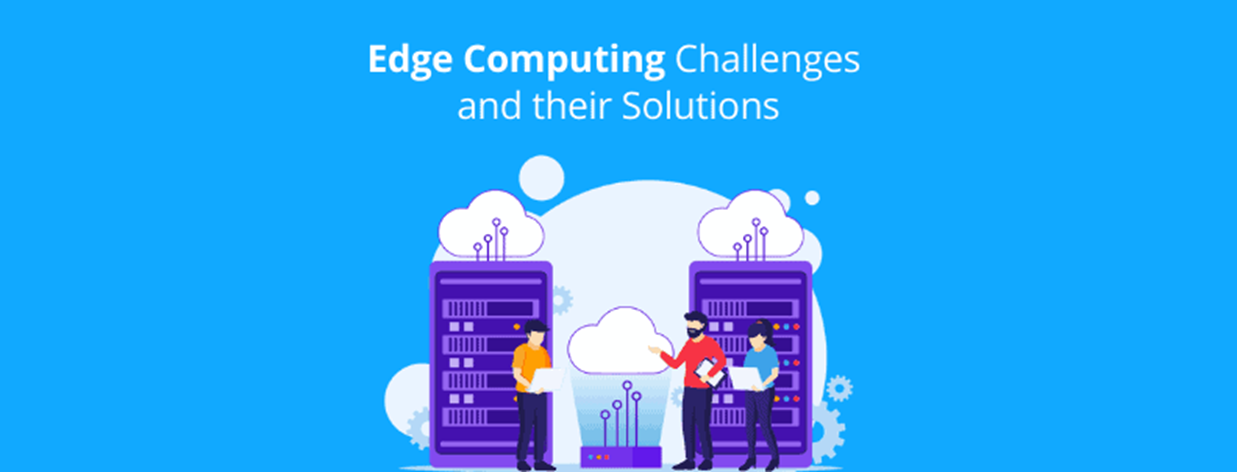 Edge Computing Challenges
and their Solutions